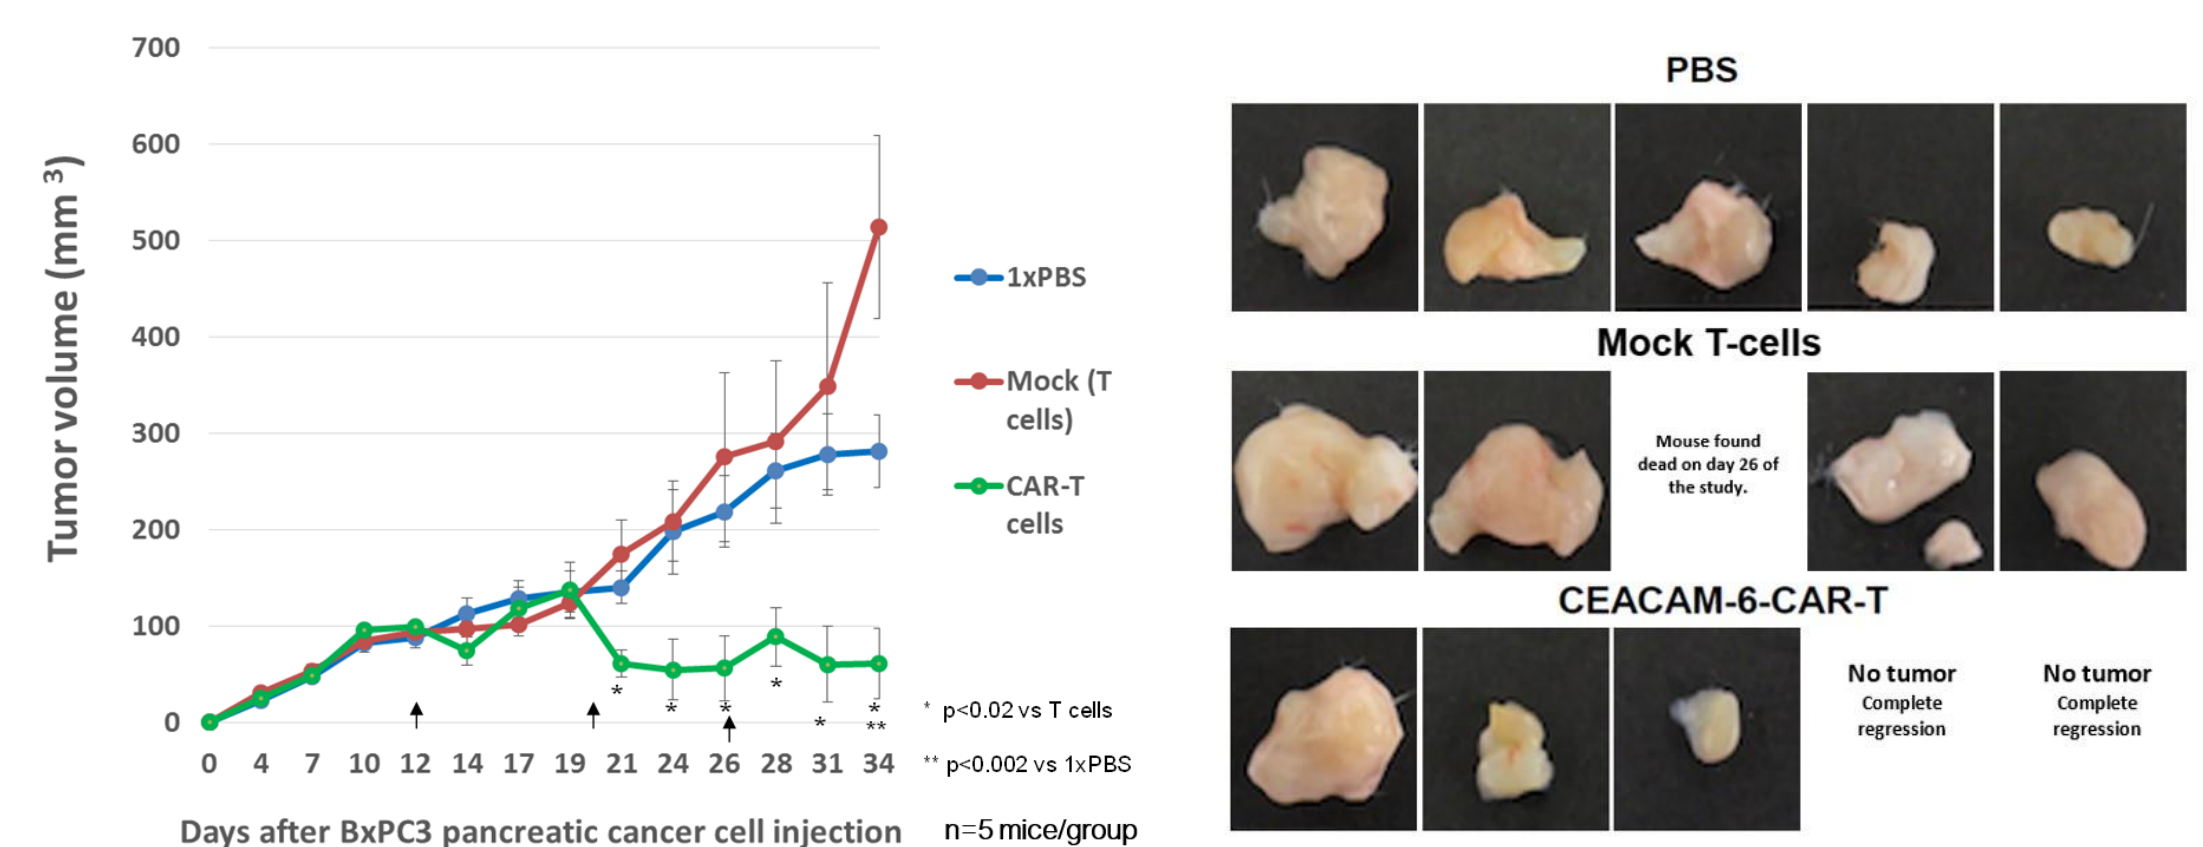 700
600
500
400
300
200
100
0
Tumor volume (mm 3)
0 4 7 10 12 14 17 19 21 24 26 28 31 34
Days after BxPC3 pancreatic cancer cell injection
1xPBS
Mock (T
cells)
CAR-T
cells
*
*
*
*
*
*
**
* p<0.02 vs T cells
** p<0.002 vs 1xPBS
n=5 mice/group
PBS
Mock T-cells
Mouse found
dead on day 26 of
the study.
CEACAM-6-CAR-T
No tumor
Complete
regression
No tumor
Complete
regression